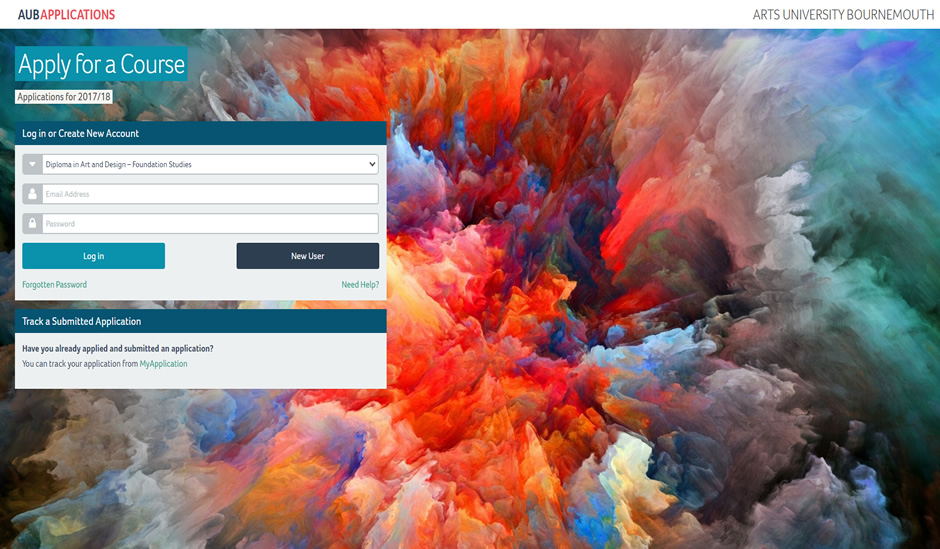 AUBAPPLICATIONS
ARTS UNIVERSITY BOURNEMOUTH
Apply for a Course
Applications for 2017/18
Log in or Create New Account
Diploma in Art and Design – Foundation Studies
Email Address
Password
Log in
New User
Forgotten Password
Need Help?
Track a Submitted Application
Have you already applied and submitted an application?
You can track your application from MyApplication